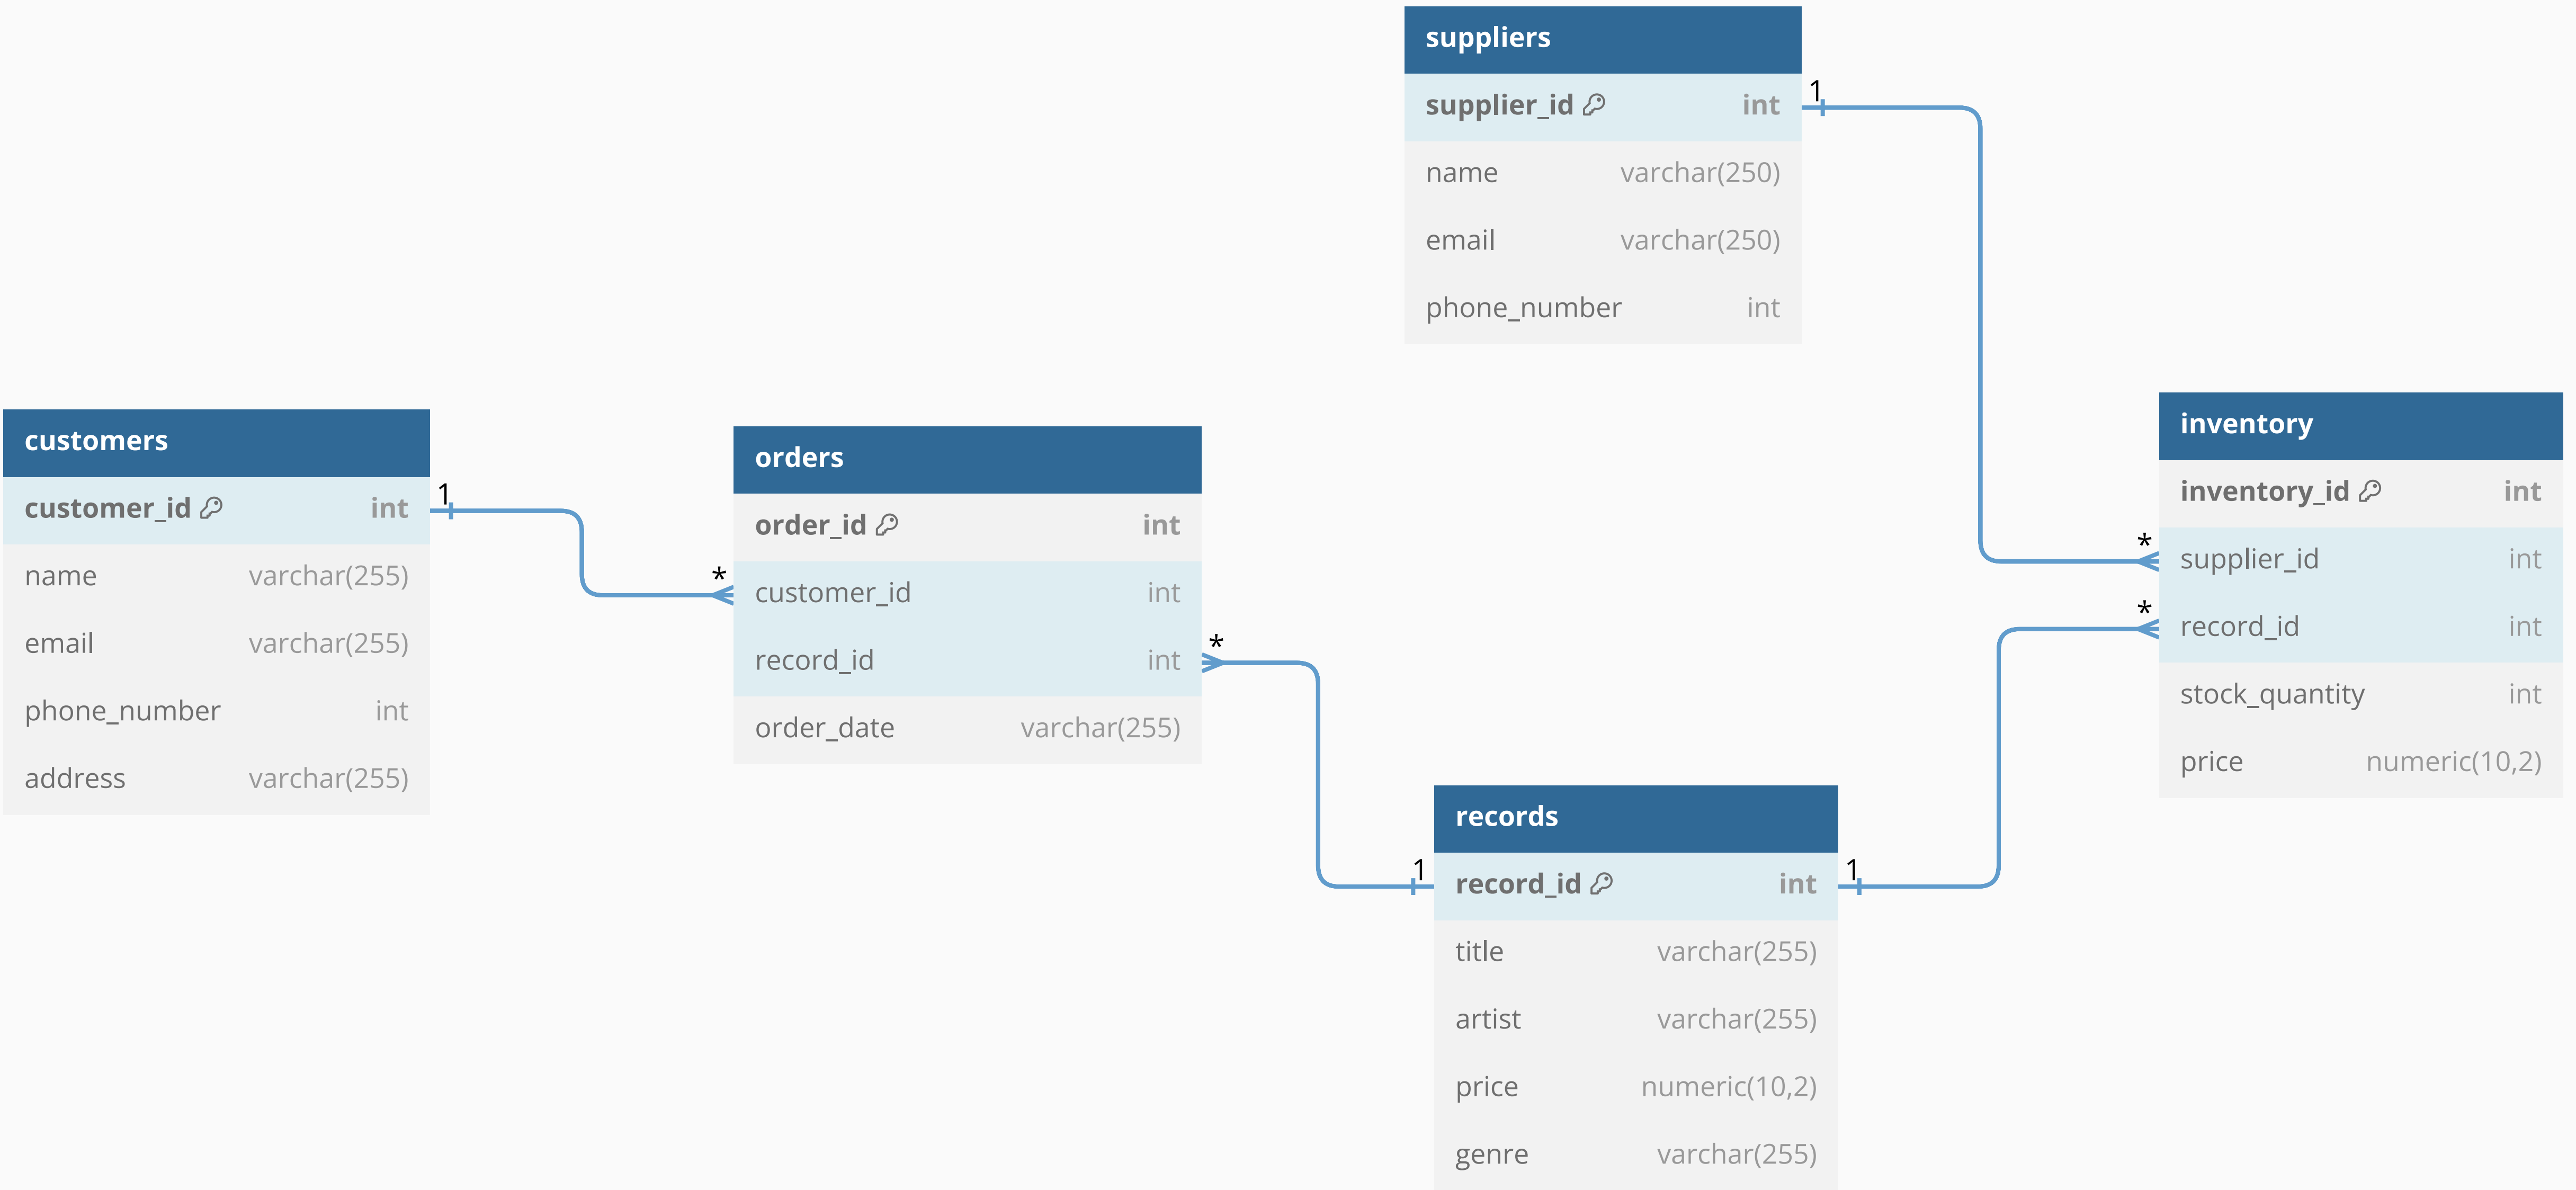 suppliers
supplier_id int
name varchar(250)
email varchar(250)
phone_number int
customers
customer_id int
name varchar(255)
email varchar(255)
phone_number int
address varchar(255)
1
*
orders
order_id int
customer_id int
record_id int
order_date varchar(255)
*
1
records
record_id int
title varchar(255)
artist varchar(255)
price numeric(10,2)
genre varchar(255)
1
1
*
*
inventory
inventory_id int
supplier_id int
record_id int
stock_quantity int
price numeric(10,2)